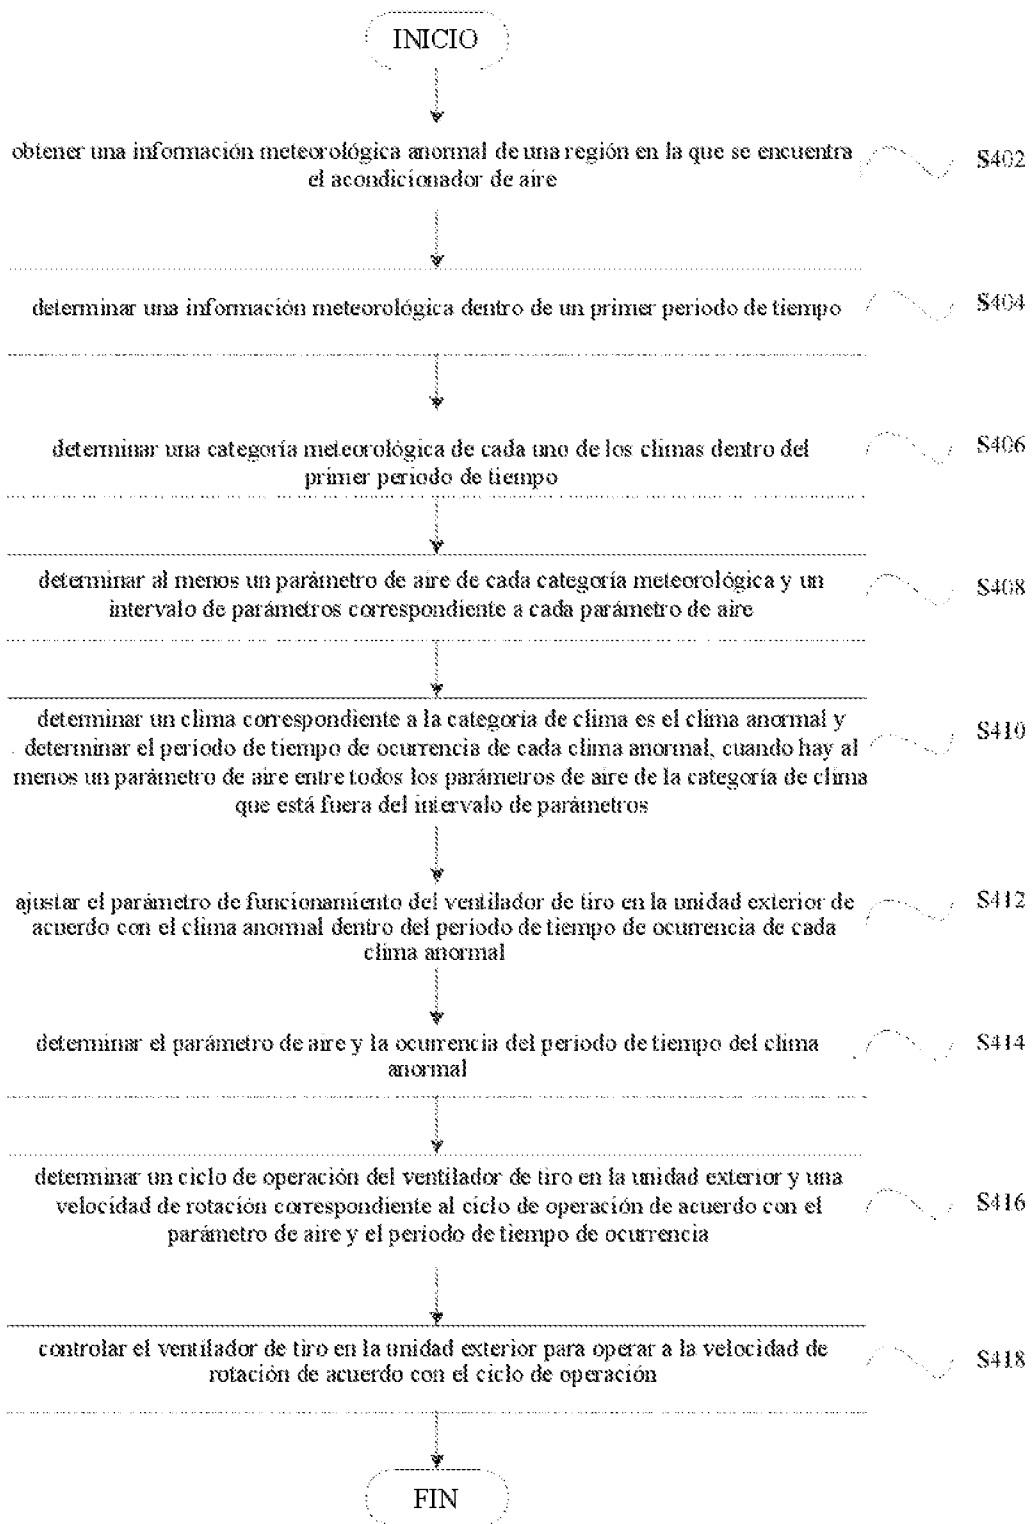 INICIO
obtener una información meteorológica anormal de una región en la que se encuentra
el acondicionador de aire
S402
determinar una información meteorológica dentro de un primer periodo de tiempo
S404
determinar una categoría meteorológica de cada uno de los climas dentro del
primer periodo de tiempo
S406
determinar al menos un parámetro de aire de cada categoría meteorológica y un
intervalo de parámetros correspondiente a cada parámetro de aire
S408
determinar un clima correspondiente a la categoría de clima es el clima anormal y
determinar el periodo de tiempo de ocurrencia de cada clima anormal, cuando hay al
menos un parámetro de aire entre todos los parámetros de aire de la categoría de clima
que está fuera del intervalo de parámetros
S410
ajustar el parámetro de funcionamiento del ventilador de tiro en la unidad exterior de
acuerdo con el clima anormal dentro del periodo de tiempo de ocurrencia de cada
clima anormal
S412
determinar el parámetro de aire y la ocurrencia del periodo de tiempo del clima
anormal
S414
determinar un ciclo de operación del ventilador de tiro en la unidad exterior y una
velocidad de rotación correspondiente al ciclo de operación de acuerdo con el
parámetro de aire y el periodo de tiempo de ocurrencia
S416
controlar el ventilador de tiro en la unidad exterior para operar a la velocidad de
rotación de acuerdo con el ciclo de operación
S418
FIN